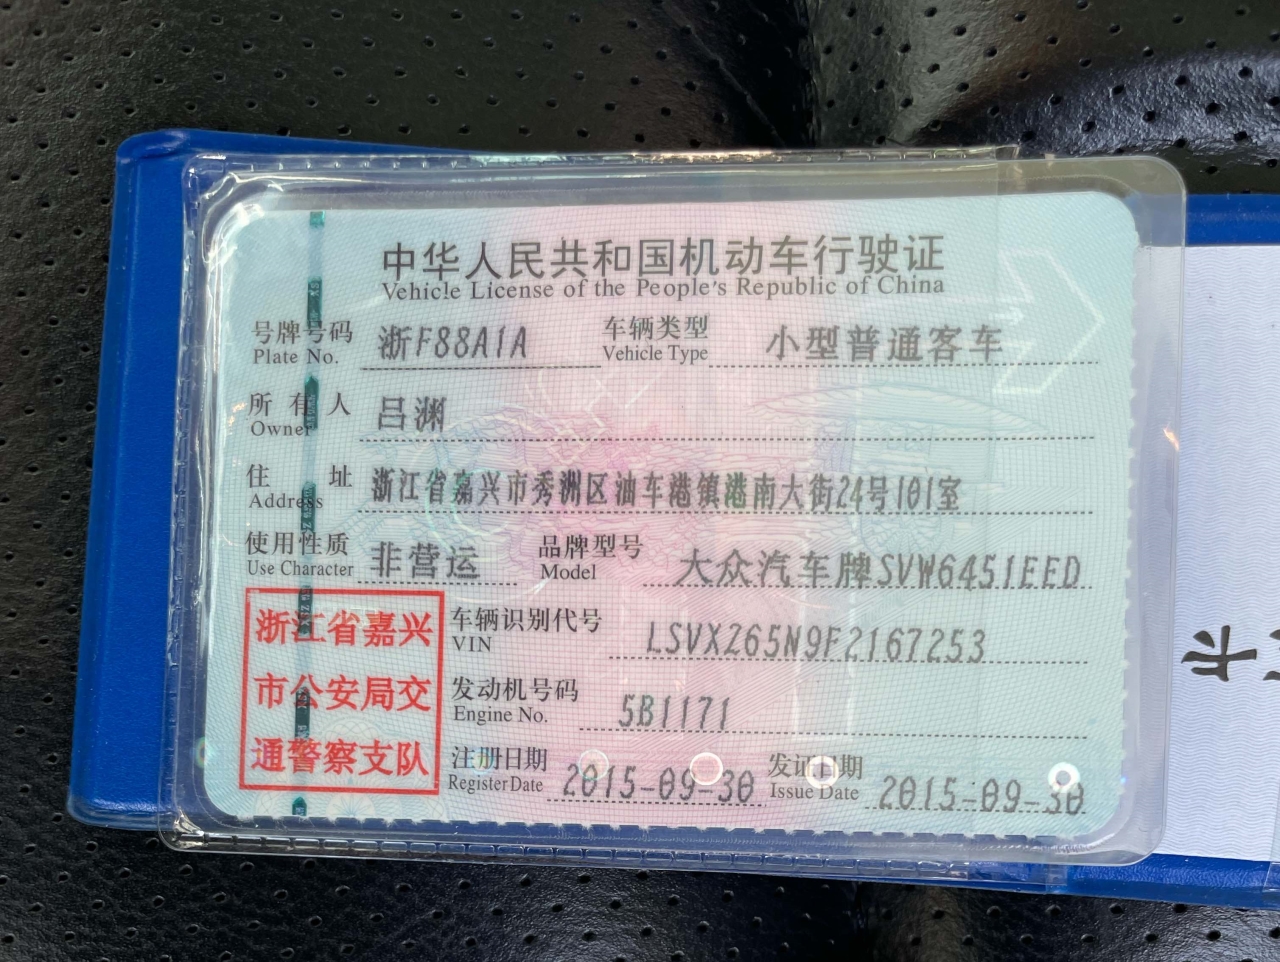 中华人民共和国机动车行驶证
Vehicle License of the People's Republic of China
号牌号码 浙F88A1A 车辆类型 小型普通客车
Plate No. Vehicle Type
所有人 吕渊
Owner
住址 浙江省嘉兴市秀洲区油车港镇港南大街24号101室
Address
使用性质 非营运 品牌型号 大众汽车牌SVW6451EED
Use Character Model
浙江省嘉兴
市公安局交
通警察支队
车辆识别代号 LSVXZ65N9F2167253
VIN
发动机号码 5B1171
Engine No.
注册日期 2015-09-30 发证日期 2015-09-30
Register Date Issue Date